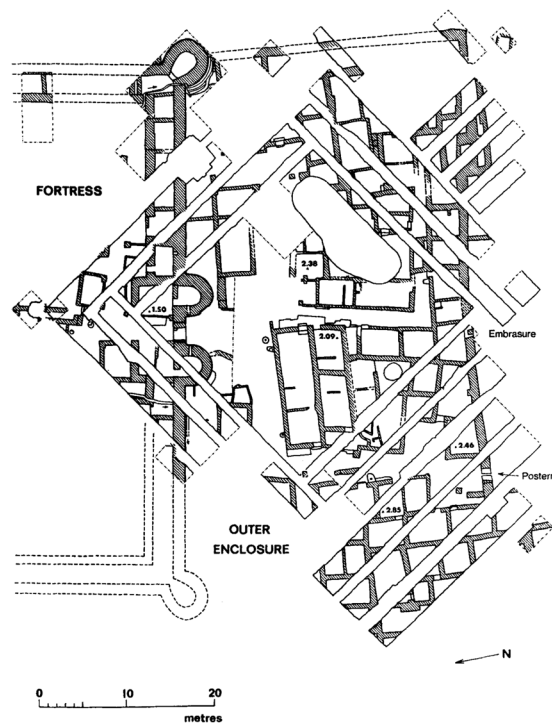 FORTRESS
2.38
1.50
2.09
Embrasure
2.46
Postern
2.85
OUTER
ENCLOSURE
N
0 10 20
metres